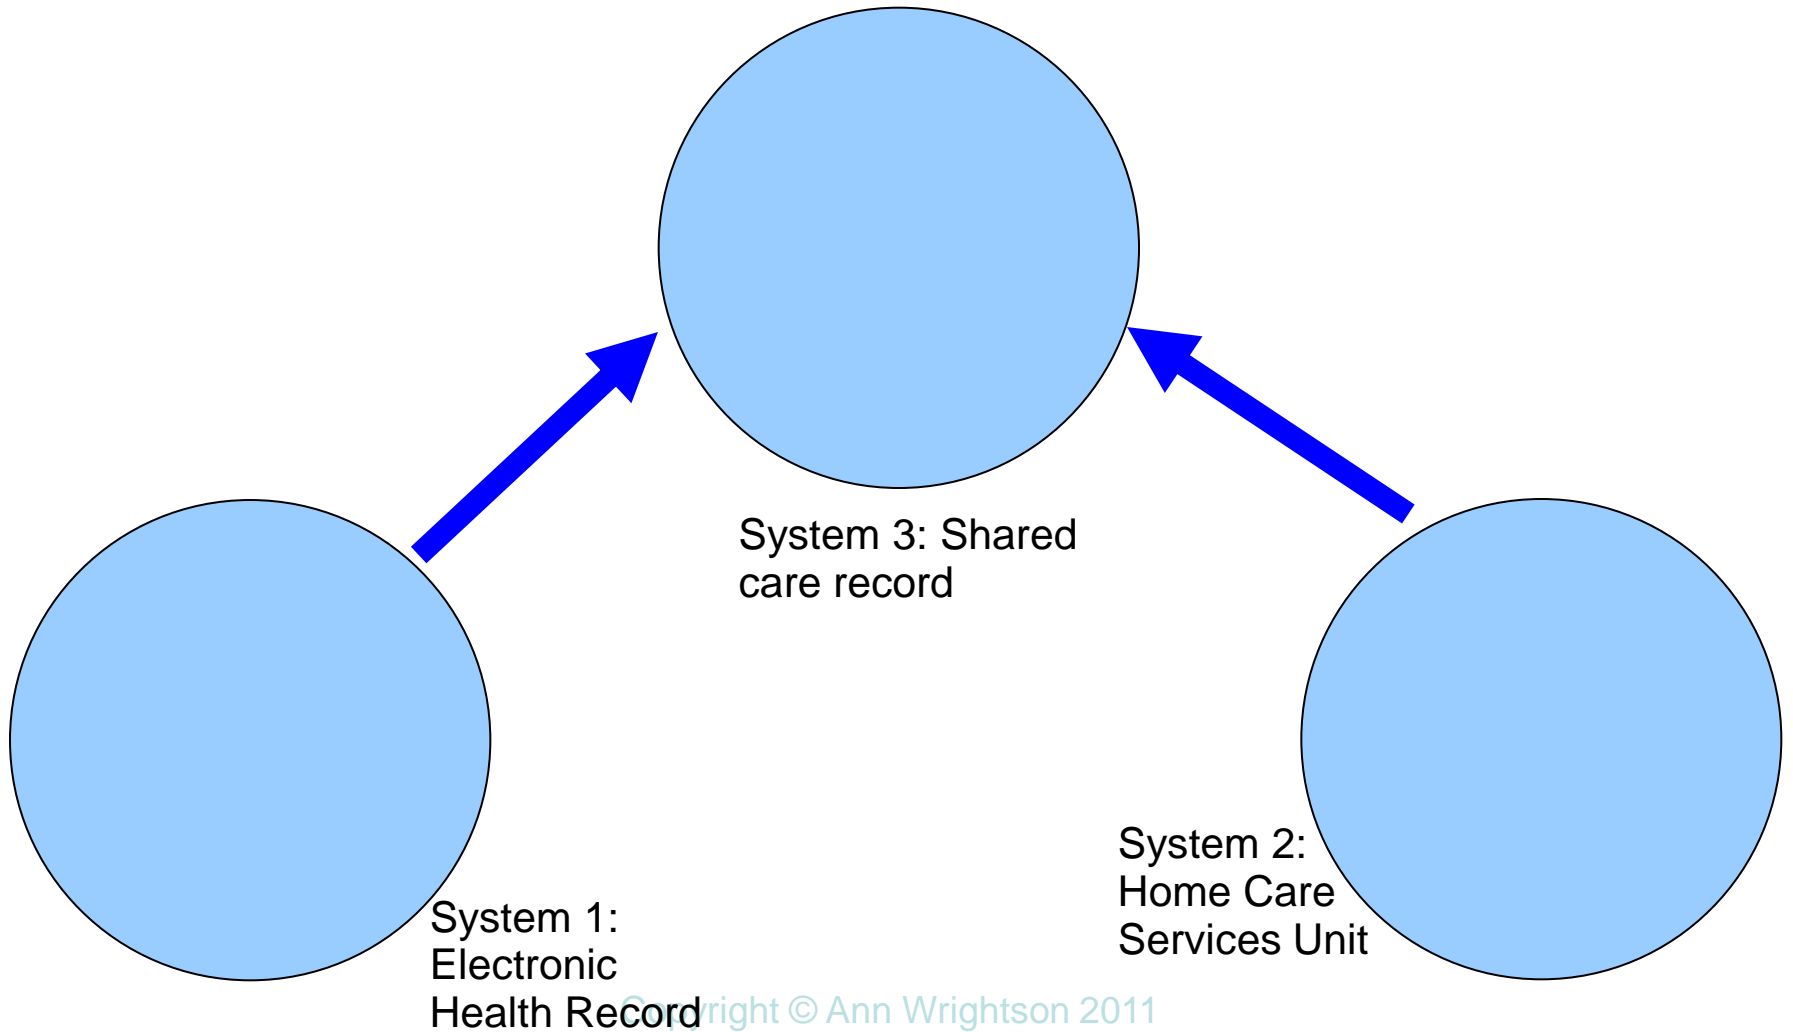 System 3: Shared
care record
System 2:
Home Care
Services Unit
System 1:
Electronic
Health Record
Copyright © Ann Wrightson 2011